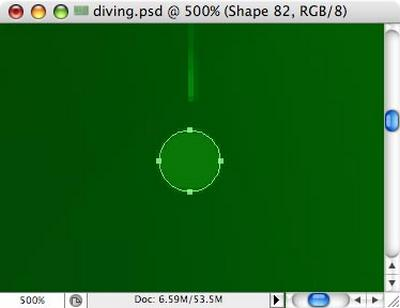 diving.psd @ 500% (Shape 82, RGB/8)
500% Doc: 6.59M/53.5M